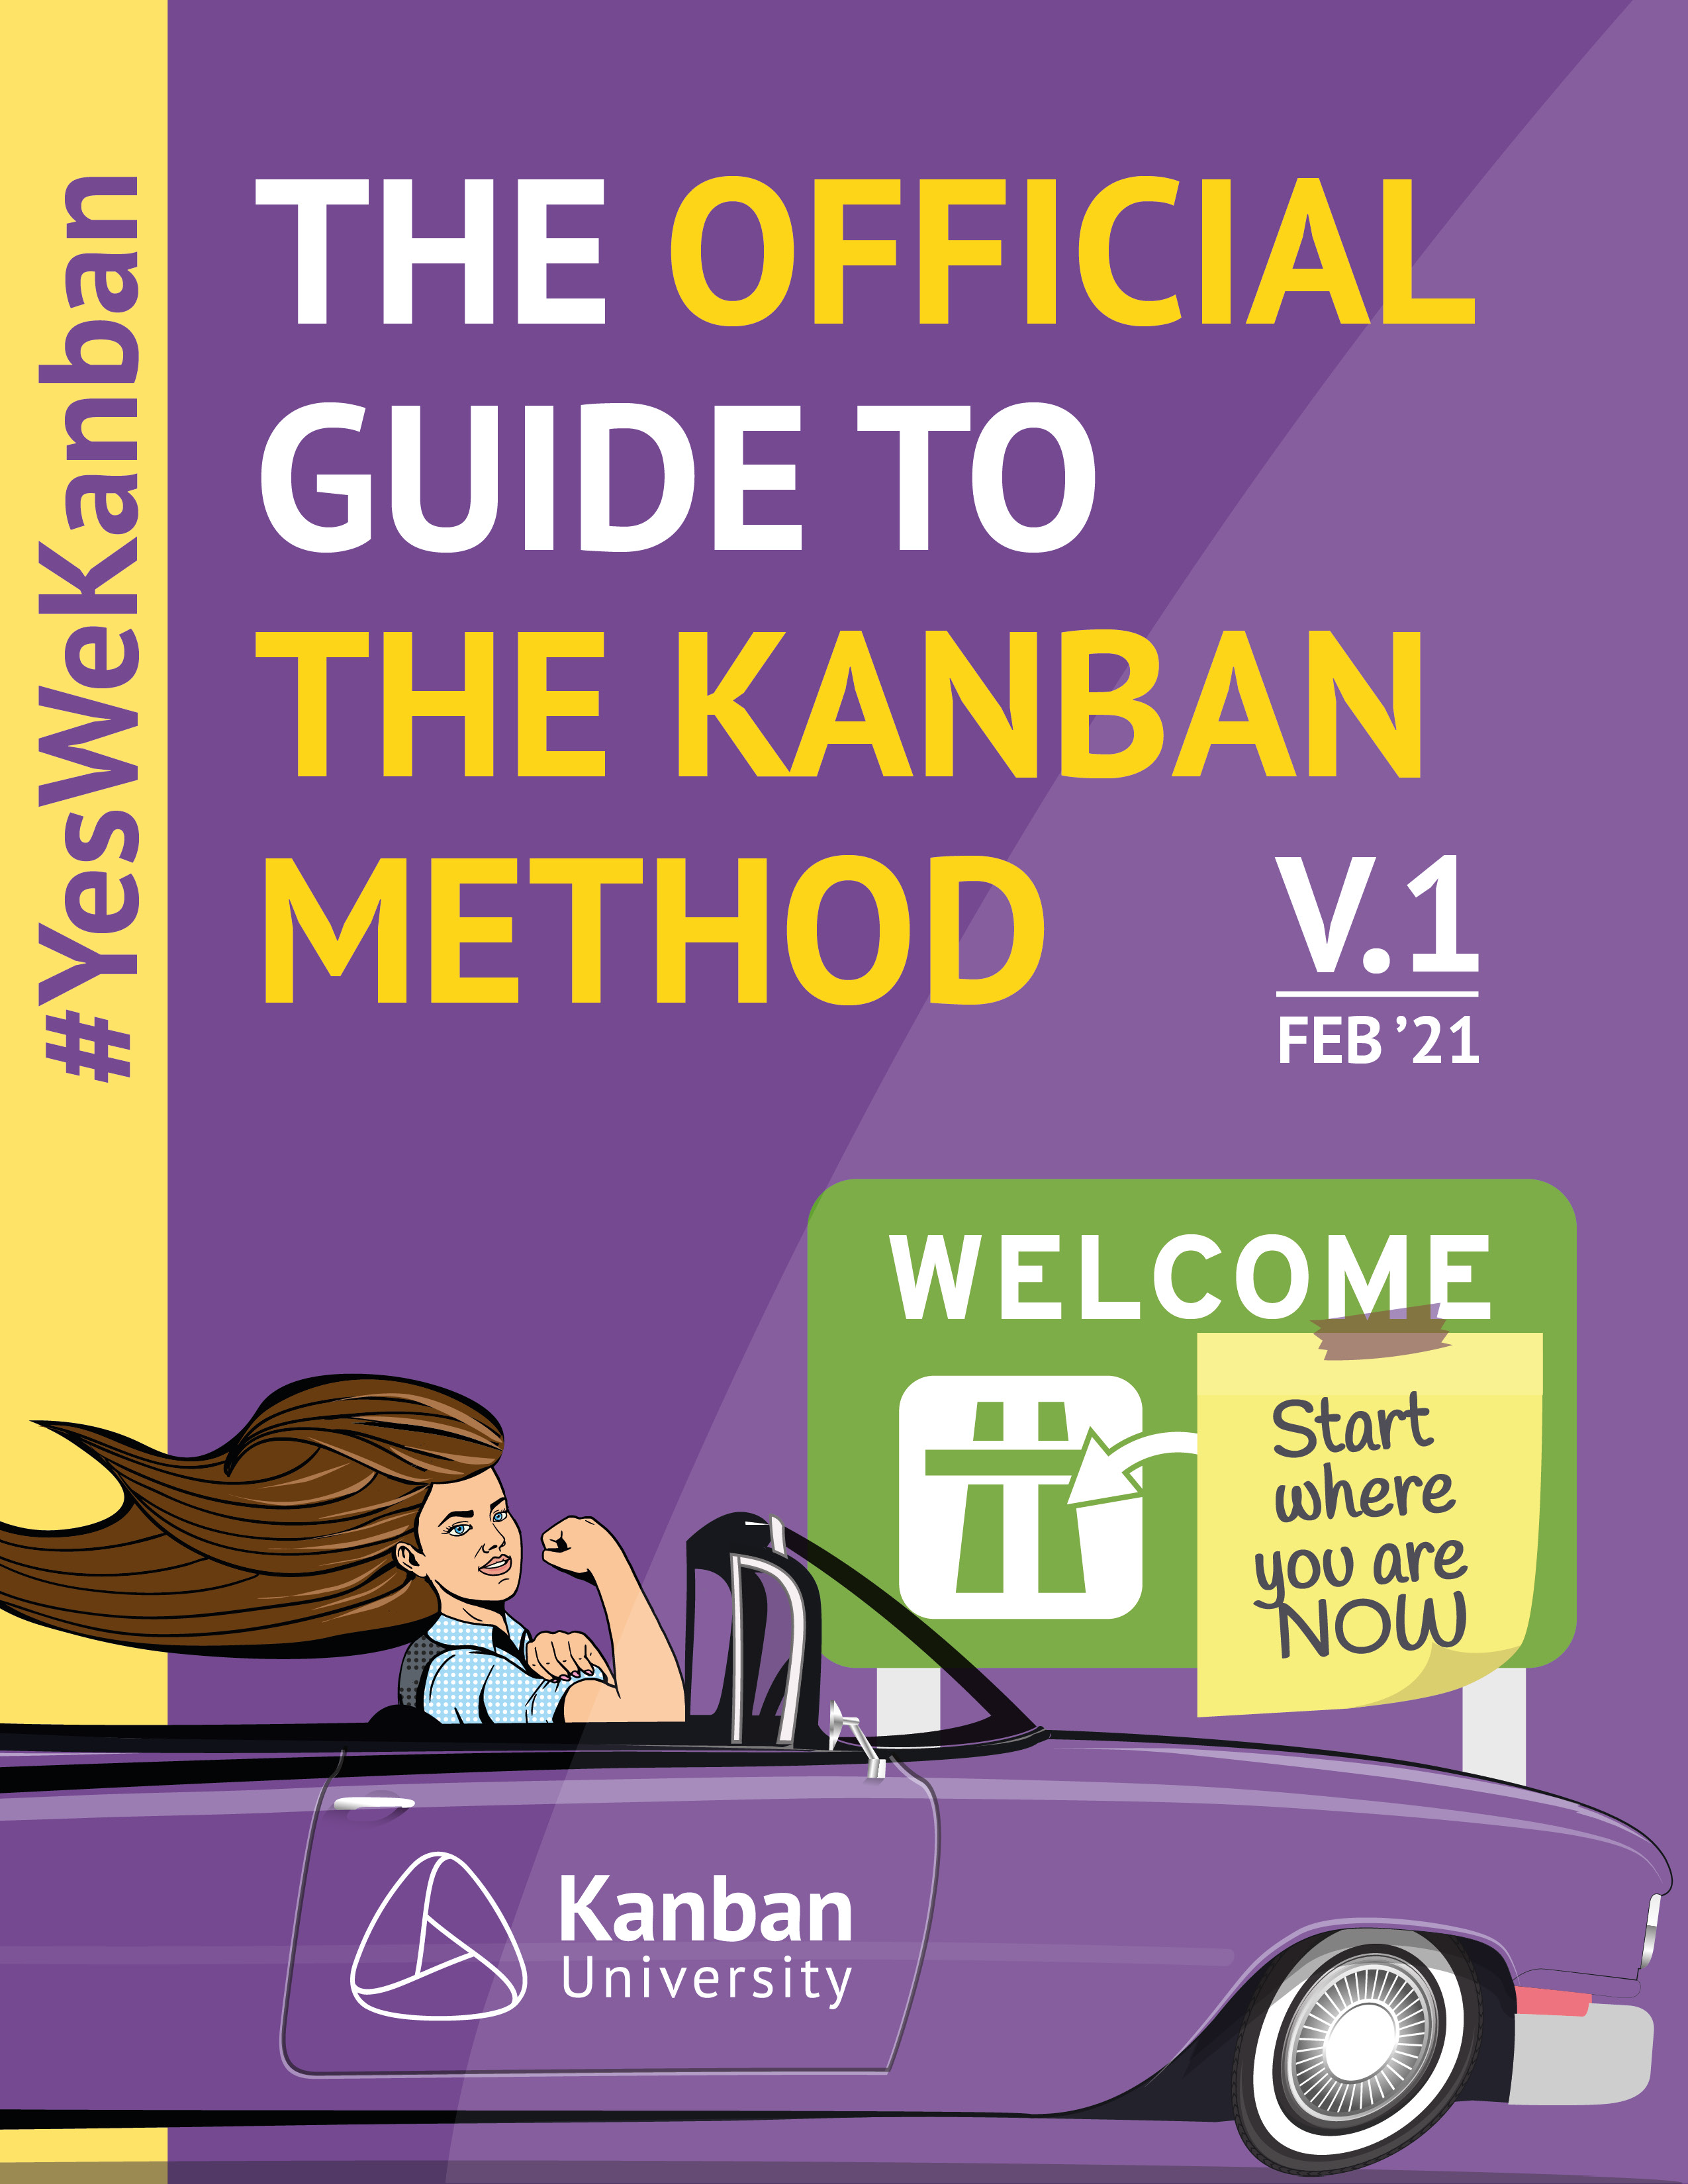 #YesWeKanban
THE OFFICIAL
GUIDE TO
THE KANBAN
METHOD
V.1
FEB ’21
WELCOME
Start
where
you are
NOW
Kanban
University